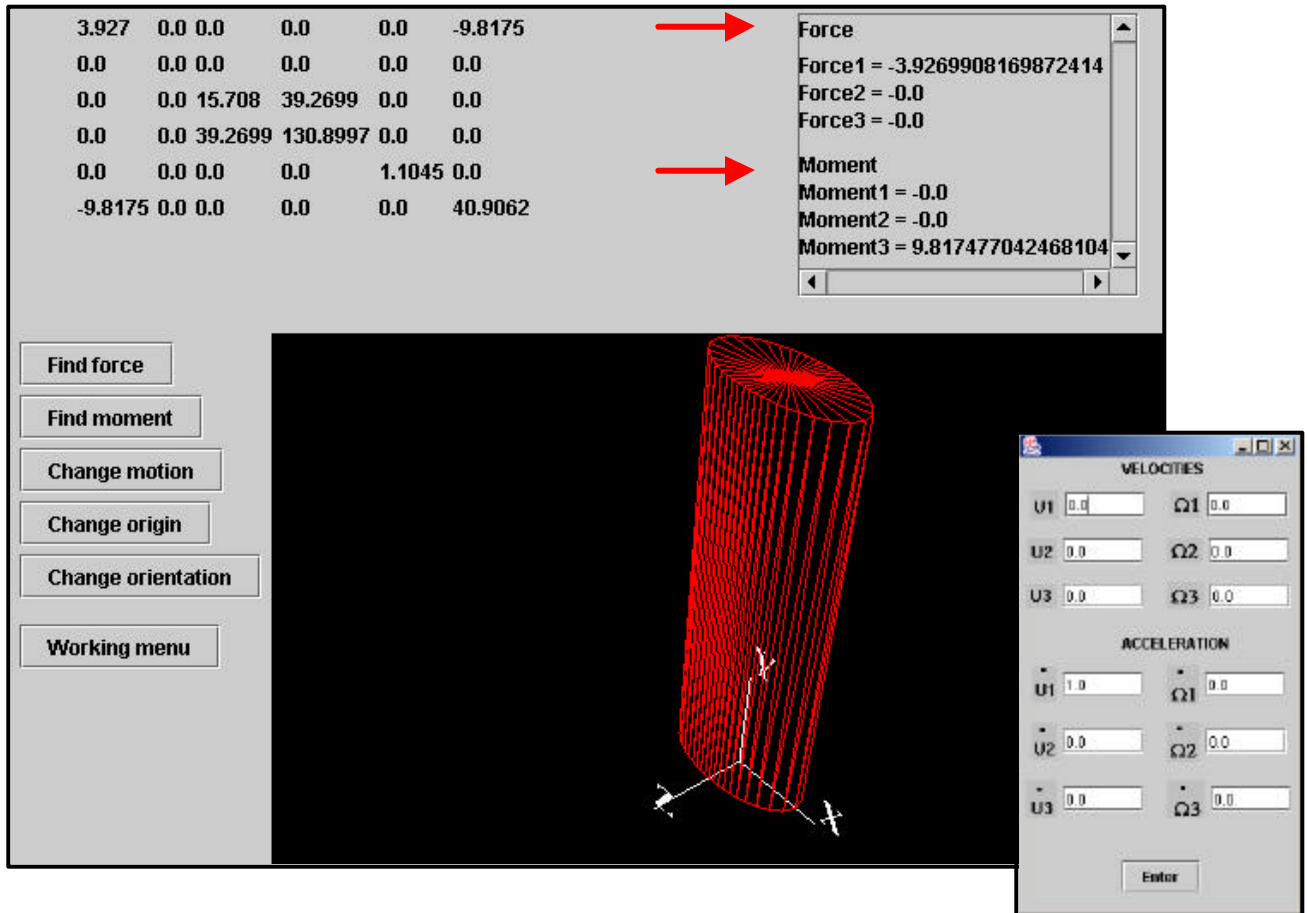 3.927 0.0 0.0 0.0 0.0 -9.8175
0.0 0.0 0.0 0.0 0.0 0.0
0.0 0.0 15.708 39.2699 0.0 0.0
0.0 0.0 39.2699 130.8997 0.0 0.0
0.0 0.0 0.0 0.0 1.1045 0.0
-9.8175 0.0 0.0 0.0 0.0 40.9062
Force
Force1 = -3.9269908169872414
Force2 = -0.0
Force3 = -0.0
Moment
Moment1 = -0.0
Moment2 = -0.0
Moment3 = 9.817477042468104
Find force
Find moment
Change motion
Change origin
Change orientation
Working menu
Y
Z
X
VELOCITIES
U1 0.0 Ω1 0.0
U2 0.0 Ω2 0.0
U3 0.0 Ω3 0.0
ACCELERATION
U̇1 1.0 Ω̇1 0.0
U̇2 0.0 Ω̇2 0.0
U̇3 0.0 Ω̇3 0.0
Enter